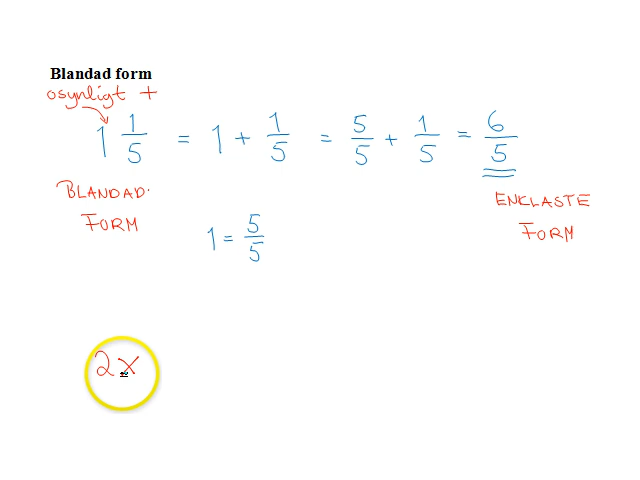 Blandad form
osynligt +
1 1/5 = 1 + 1/5 = 5/5 + 1/5 = 6/5
BLANDAD
FORM
ENKLASTE
FORM
1 = 5/5
2x